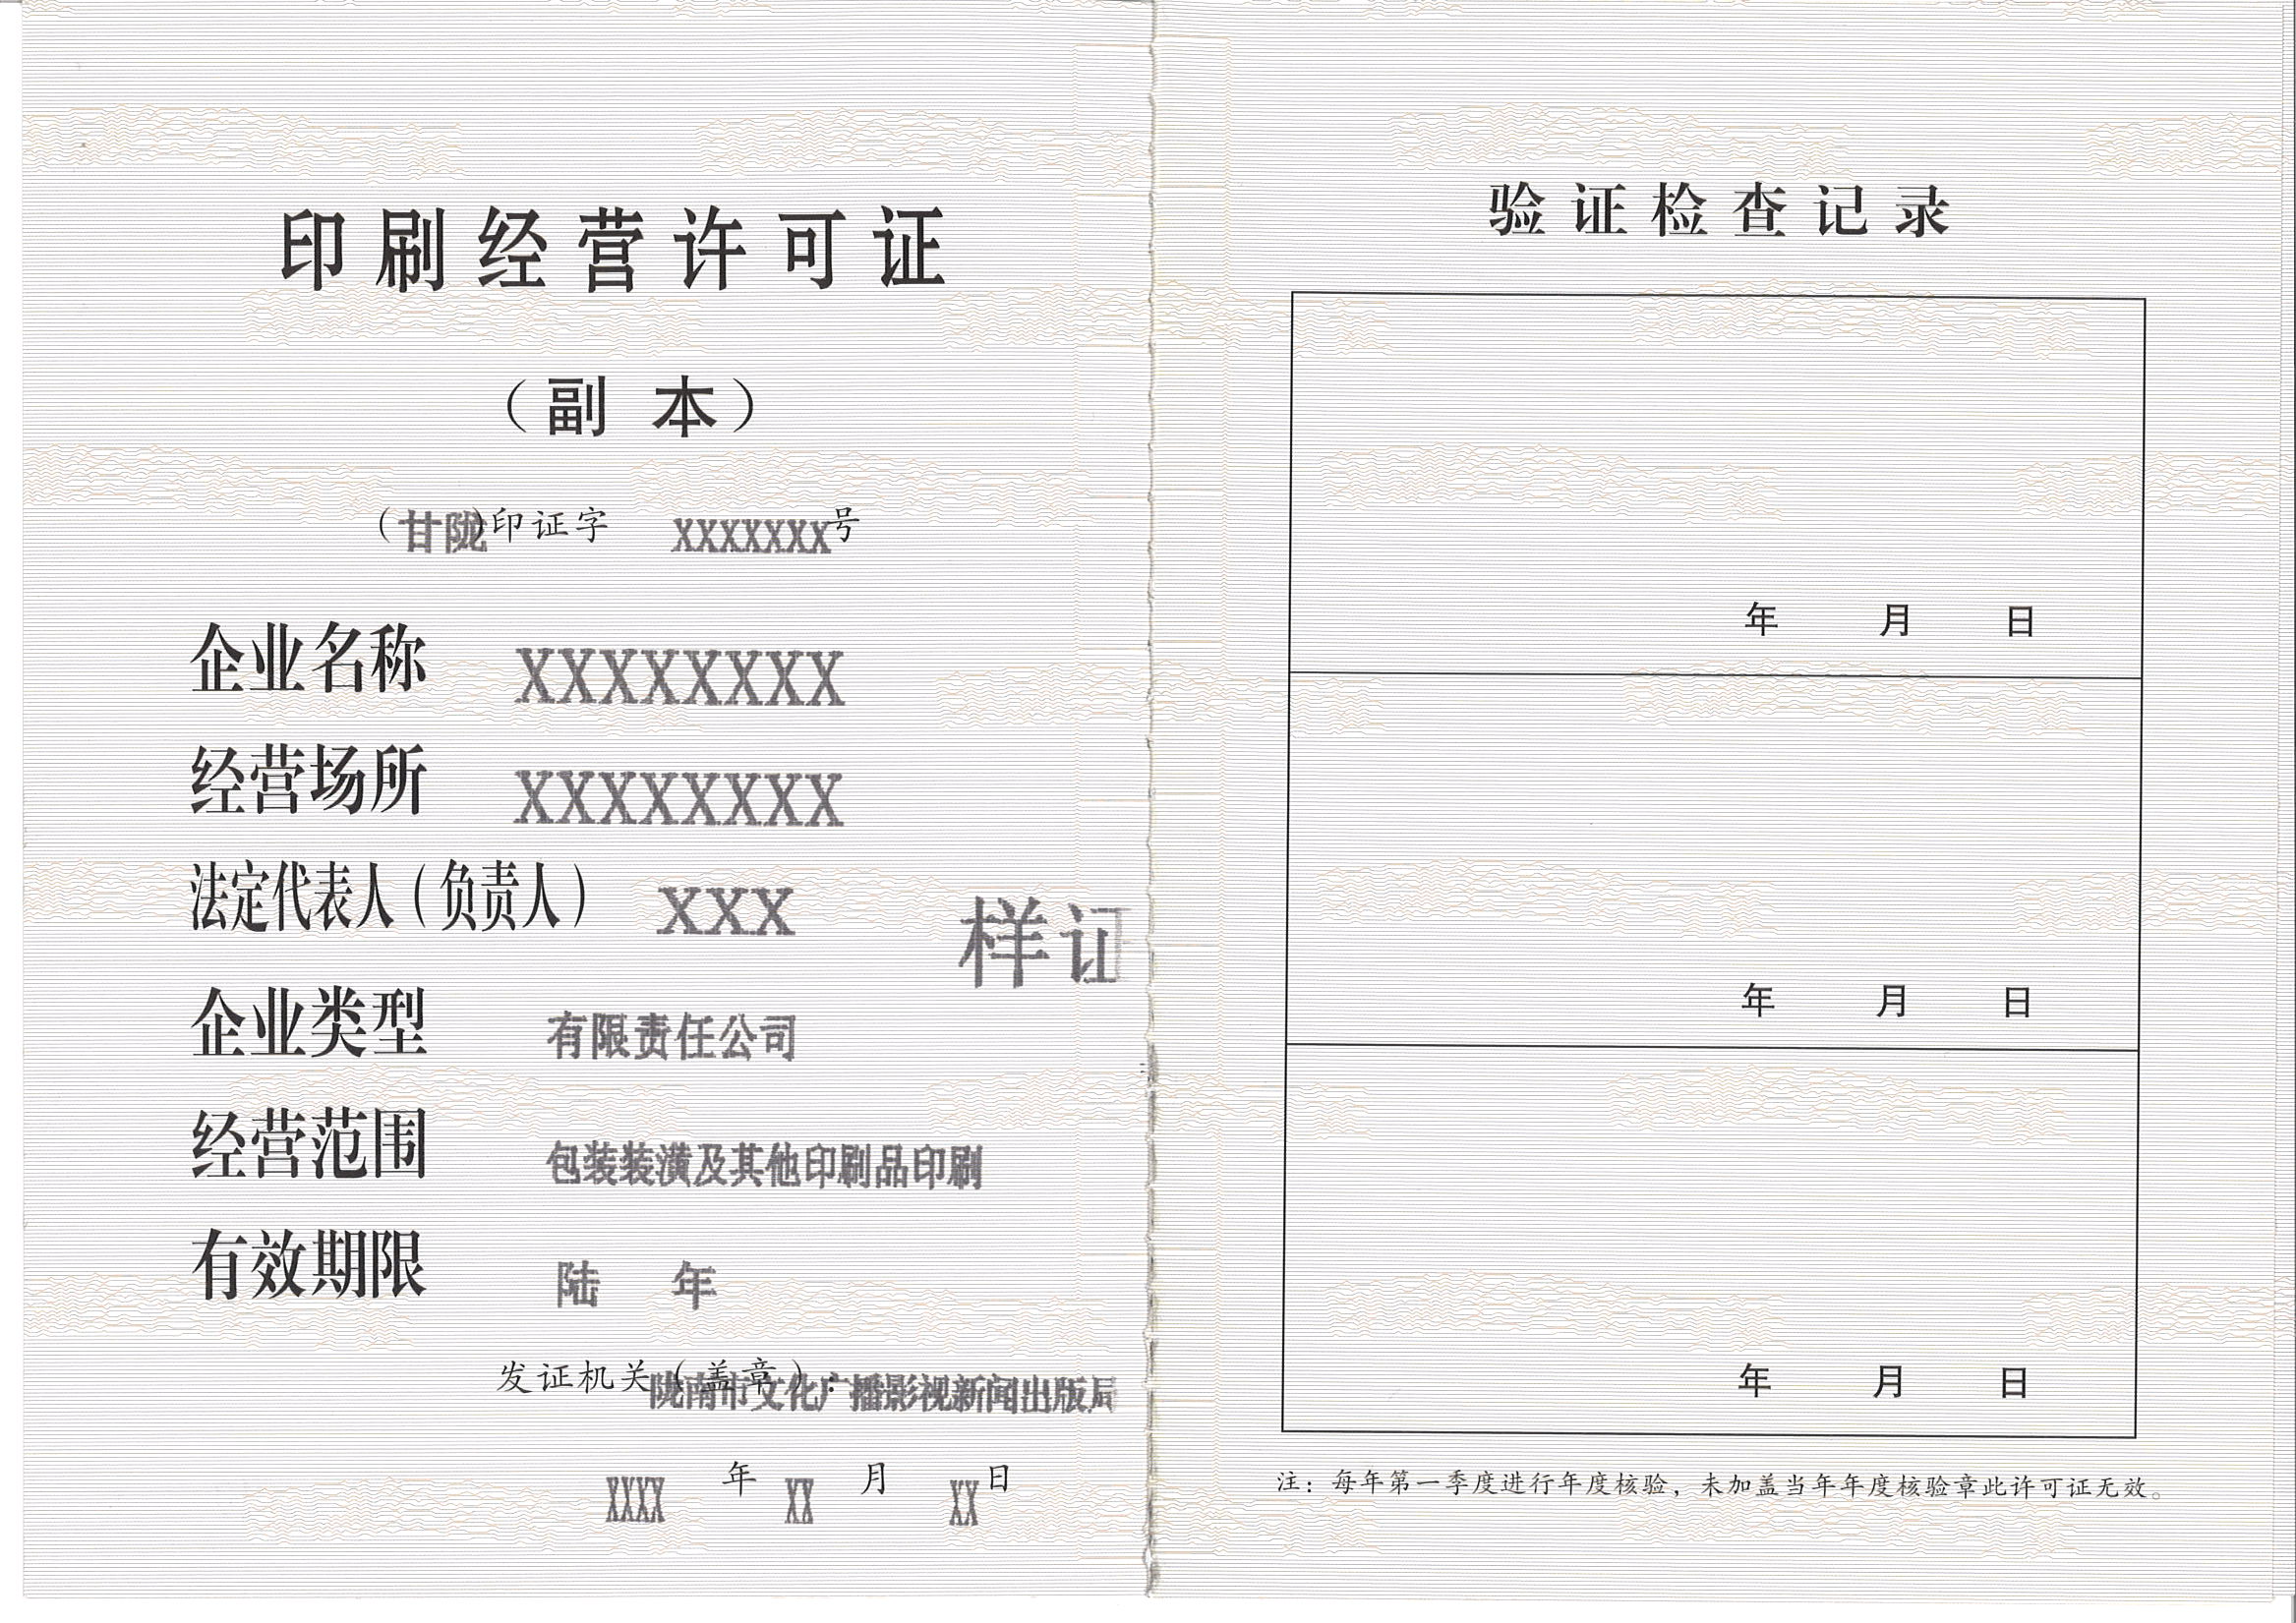 印刷经营许可证
（副 本）
（甘陇）印证字 XXXXXXX号
企业名称 XXXXXXXX
经营场所 XXXXXXXX
法定代表人（负责人） XXX
样证
企业类型 有限责任公司
经营范围 包装装潢及其他印刷品印刷
有效期限 陆 年
发证机关（盖章）：陇南市文化广播影视新闻出版局
XXXX 年 XX 月 XX 日
验证检查记录
年 月 日
年 月 日
年 月 日
注：每年第一季度进行年度核验，未加盖当年年度核验章此许可证无效。